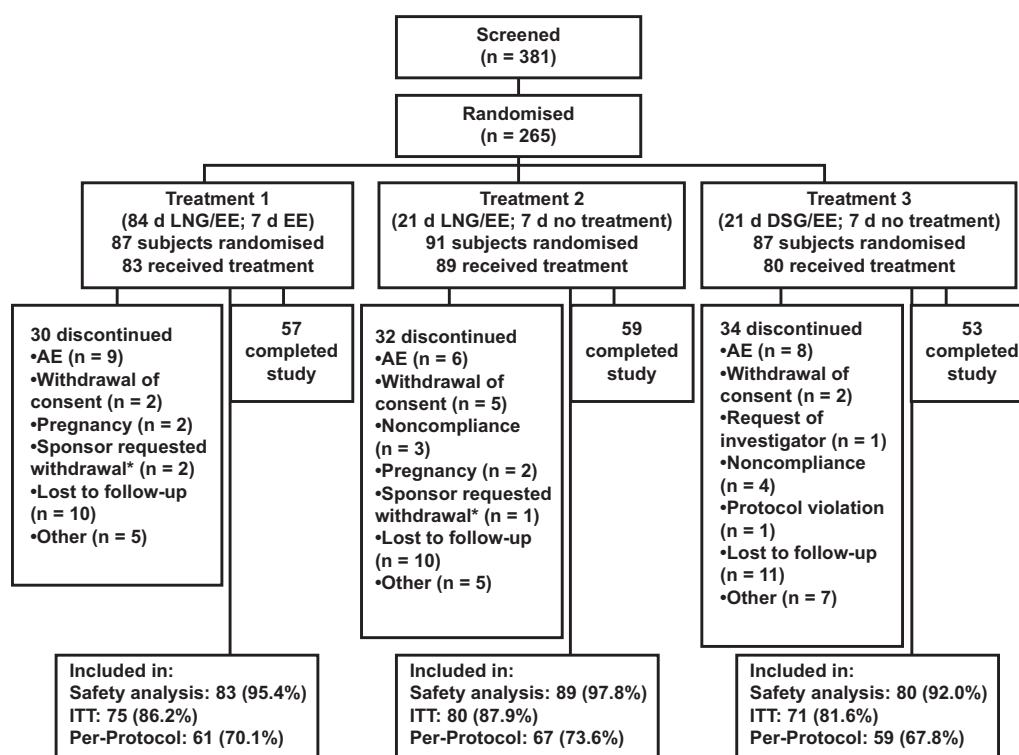 Screened
(n = 381)
Randomised
(n = 265)
Treatment 1
(84 d LNG/EE; 7 d EE)
87 subjects randomised
83 received treatment
Treatment 2
(21 d LNG/EE; 7 d no treatment)
91 subjects randomised
89 received treatment
Treatment 3
(21 d DSG/EE; 7 d no treatment)
87 subjects randomised
80 received treatment
30 discontinued
•AE (n = 9)
•Withdrawal of
consent (n = 2)
•Pregnancy (n = 2)
•Sponsor requested
withdrawal* (n = 2)
•Lost to follow-up
(n = 10)
•Other (n = 5)
57
completed
study
32 discontinued
•AE (n = 6)
•Withdrawal of
consent (n = 5)
•Noncompliance
(n = 3)
•Pregnancy (n = 2)
•Sponsor requested
withdrawal* (n = 1)
•Lost to follow-up
(n = 10)
•Other (n = 5)
59
completed
study
34 discontinued
•AE (n = 8)
•Withdrawal of
consent (n = 2)
•Request of
investigator (n = 1)
•Noncompliance
(n = 4)
•Protocol violation
(n = 1)
•Lost to follow-up
(n = 11)
•Other (n = 7)
53
completed
study
Included in:
Safety analysis: 83 (95.4%)
ITT: 75 (86.2%)
Per-Protocol: 61 (70.1%)
Included in:
Safety analysis: 89 (97.8%)
ITT: 80 (87.9%)
Per-Protocol: 67 (73.6%)
Included in:
Safety analysis: 80 (92.0%)
ITT: 71 (81.6%)
Per-Protocol: 59 (67.8%)